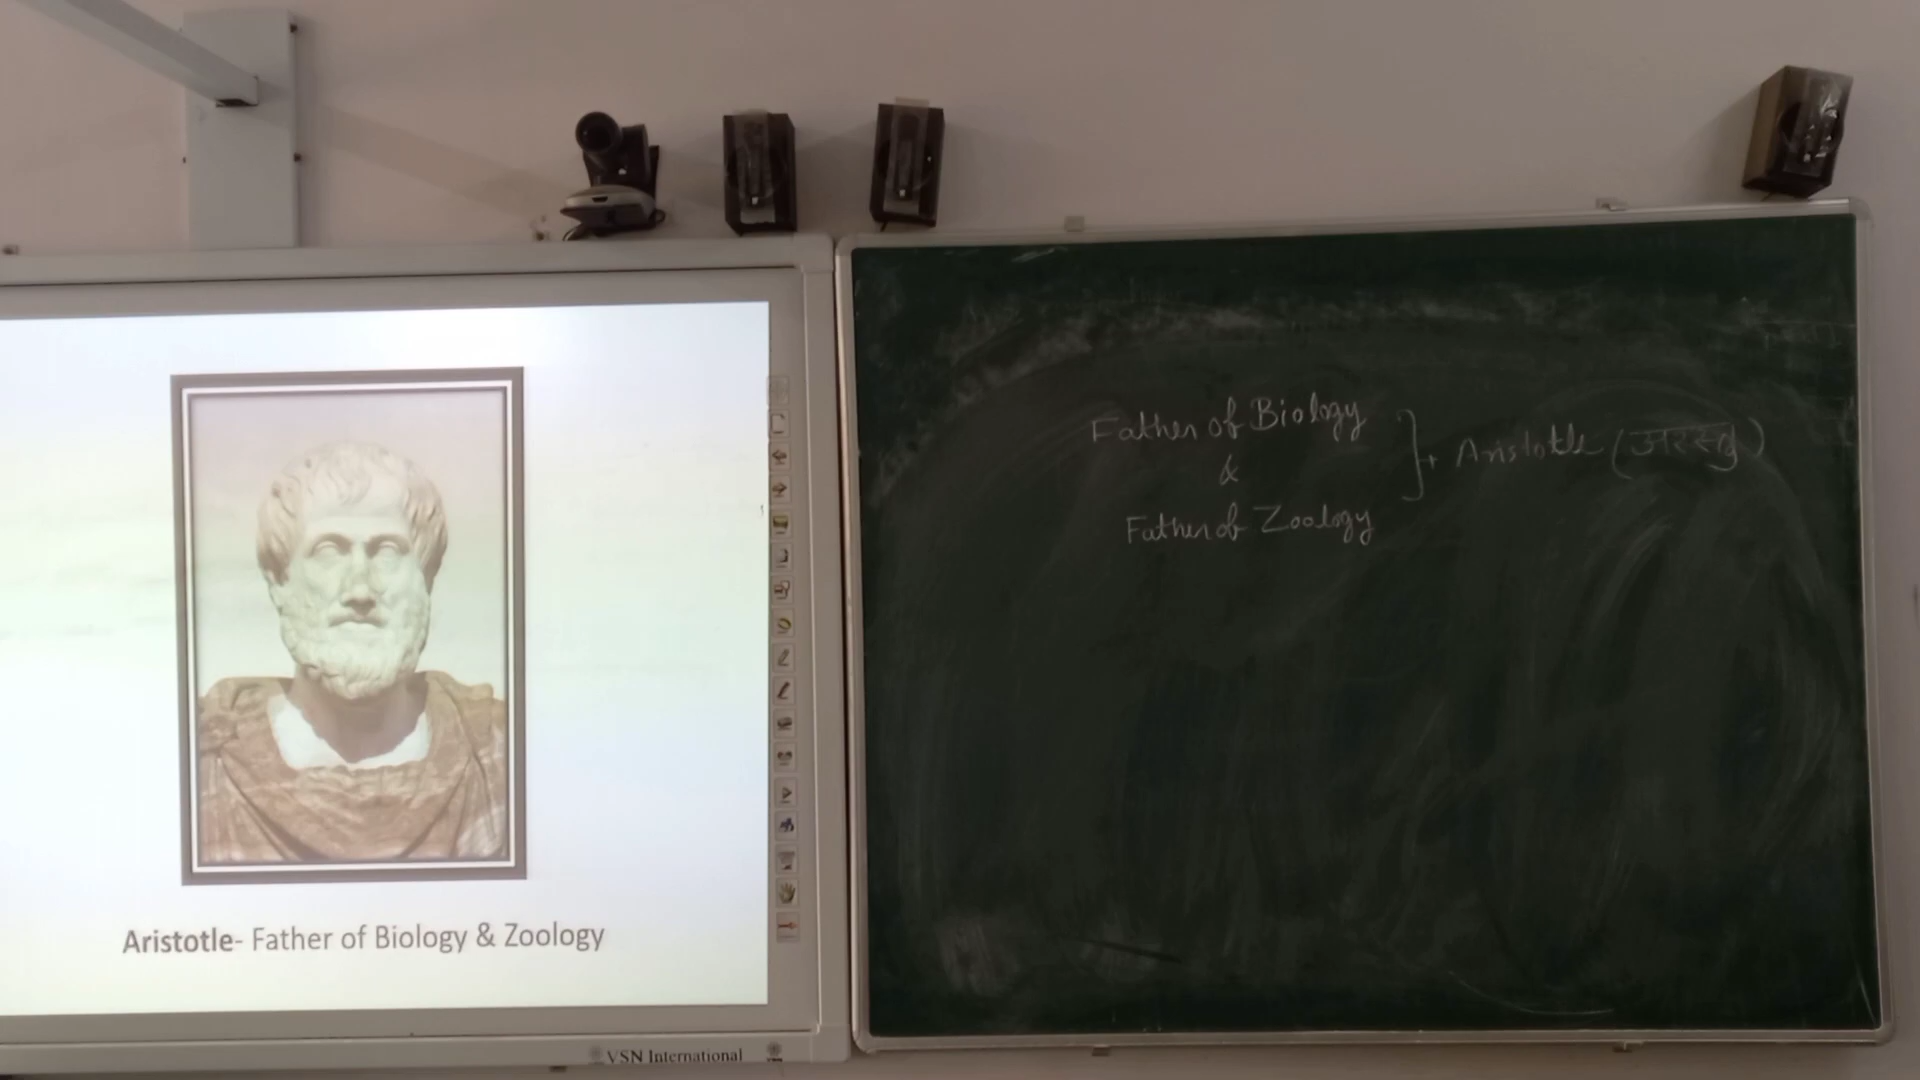 Aristotle- Father of Biology & Zoology
VSN International
Father of Biology
&
Father of Zoology
} → Aristotle (अरस्तु)